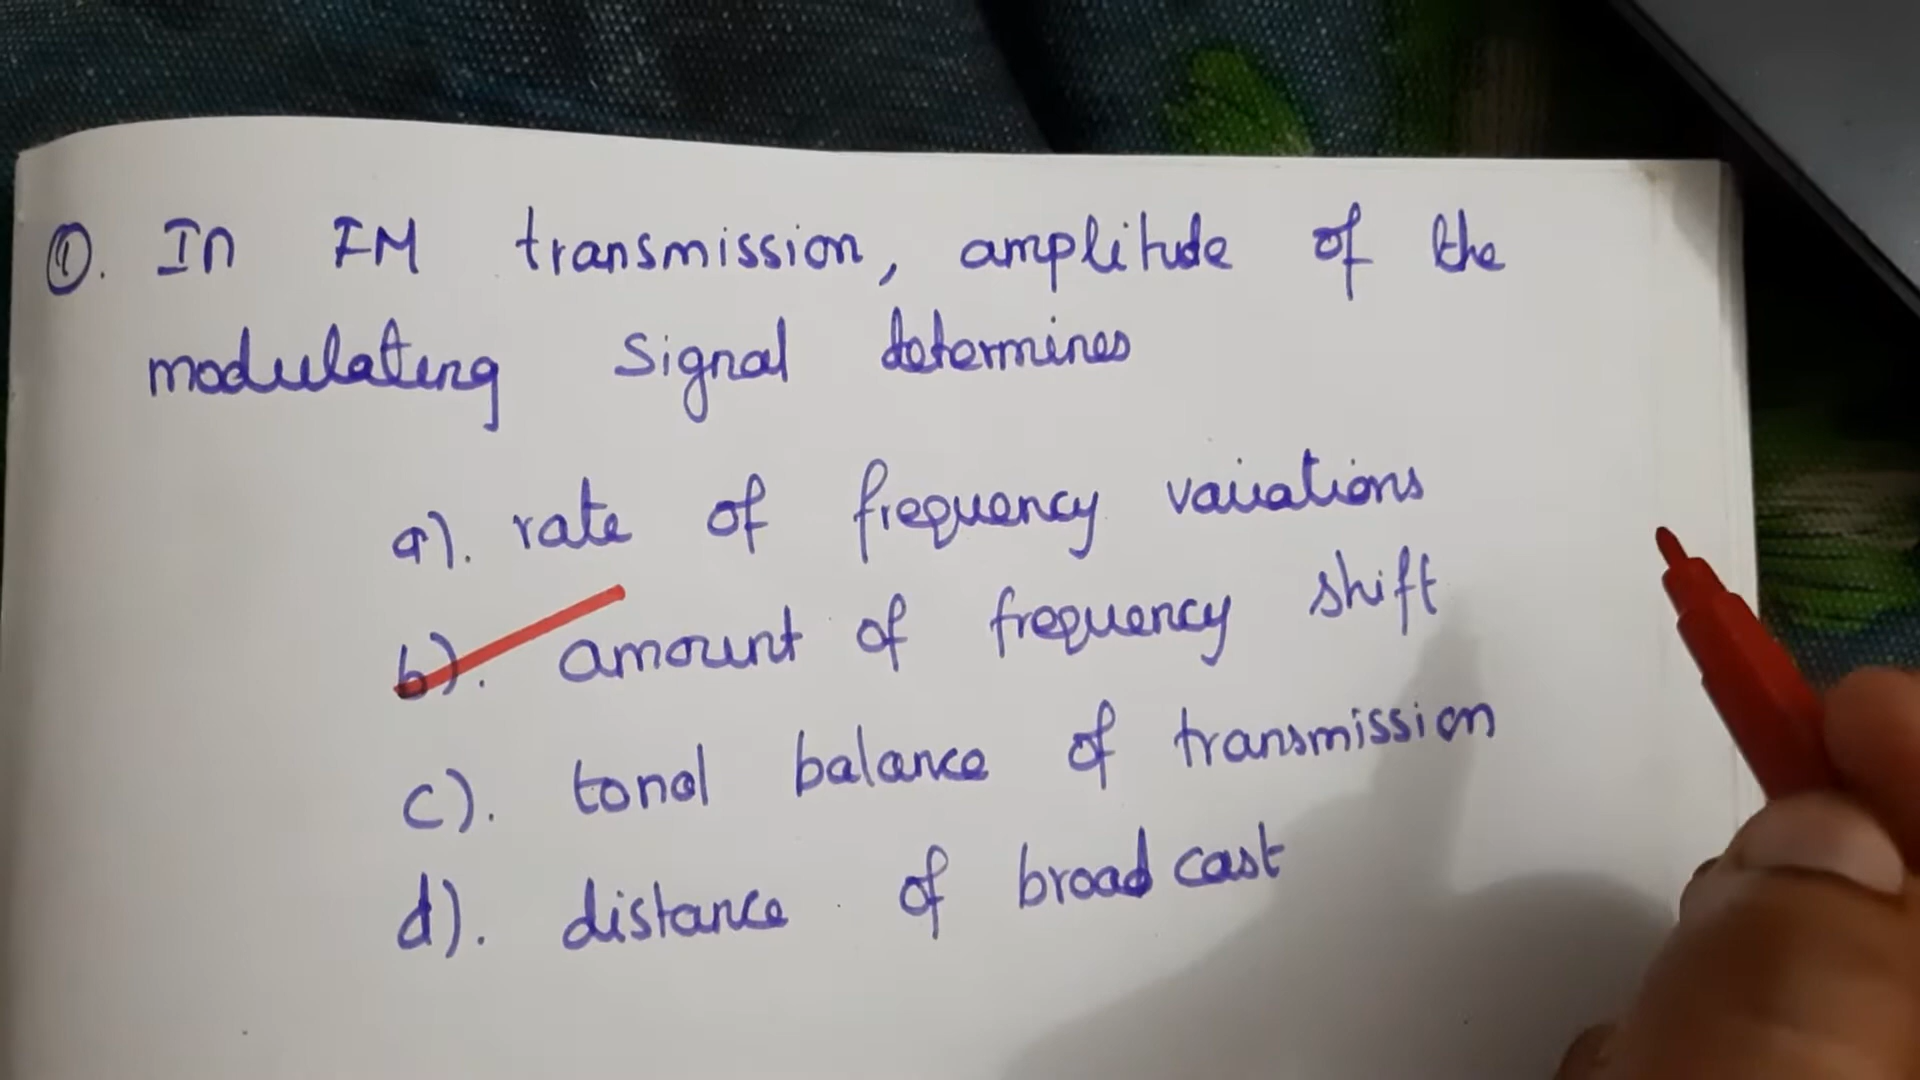 ①. In FM transmission, amplitude of the
modulating signal determines
a). rate of frequency variations
b). amount of frequency shift
c). tonal balance of transmission
d). distance of broad cast